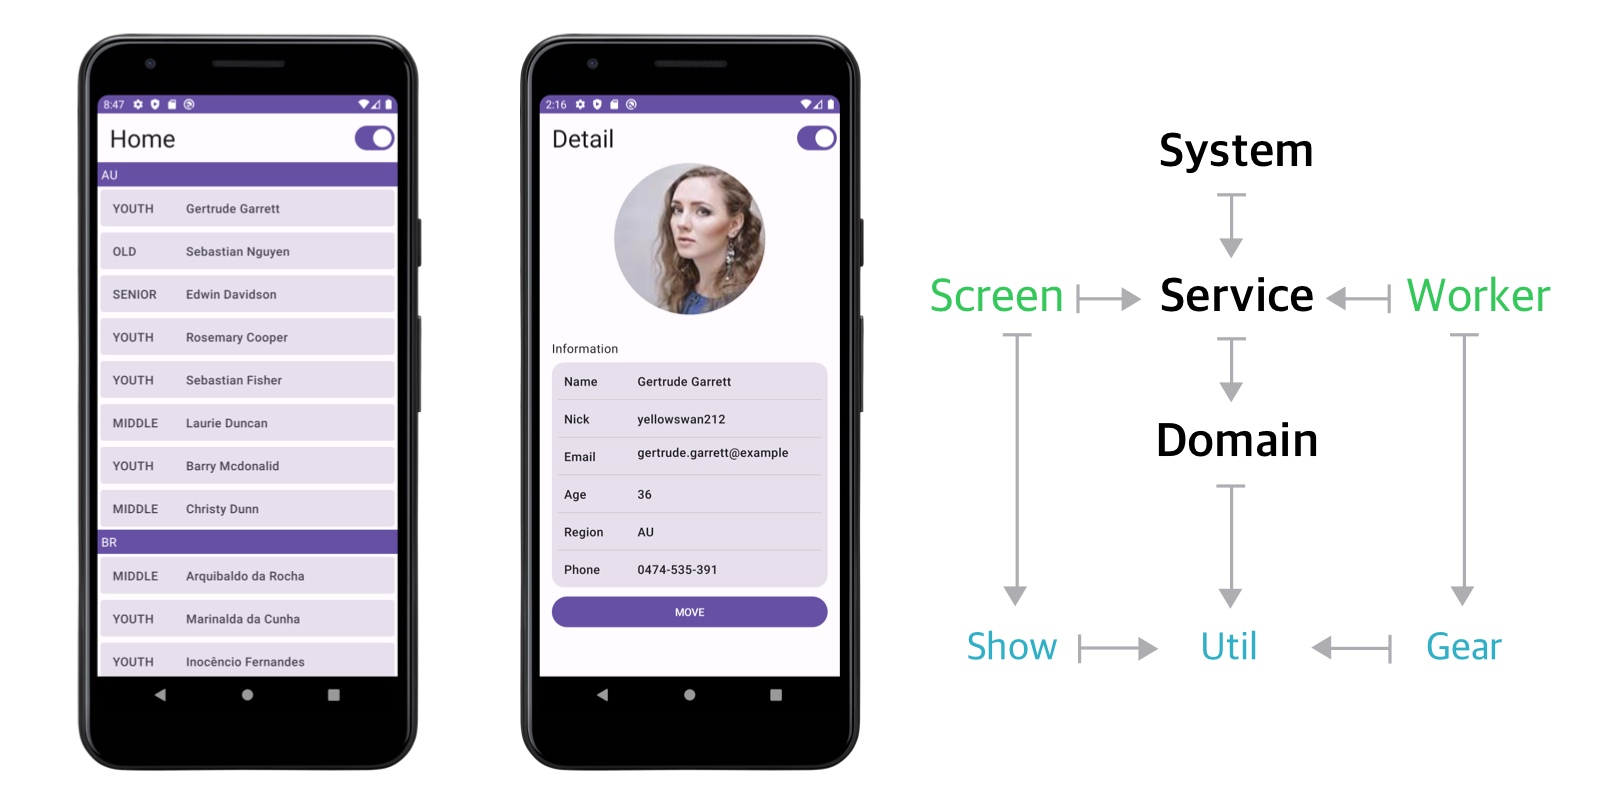 8:47
Home
AU
YOUTH Gertrude Garrett
OLD Sebastian Nguyen
SENIOR Edwin Davidson
YOUTH Rosemary Cooper
YOUTH Sebastian Fisher
MIDDLE Laurie Duncan
YOUTH Barry Mcdonalid
MIDDLE Christy Dunn
BR
MIDDLE Arquibaldo da Rocha
YOUTH Marinalda da Cunha
YOUTH Inocêncio Fernandes
2:16
Detail
Information
Name Gertrude Garrett
Nick yellowswan212
Email gertrude.garrett@example
Age 36
Region AU
Phone 0474-535-391
MOVE
System
Screen Service Worker
Domain
Show Util Gear